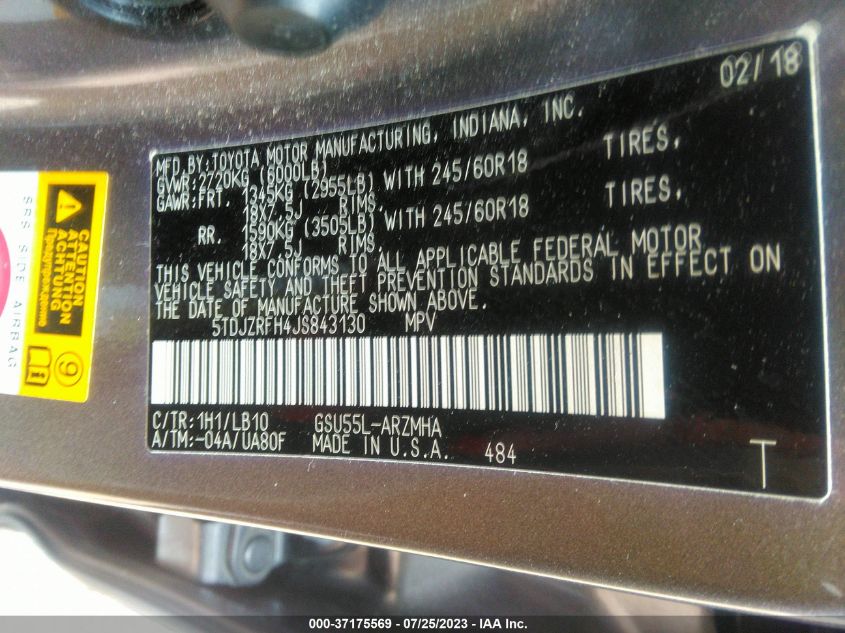 02/18
MFD BY:TOYOTA MOTOR MANUFACTURING, INDIANA, INC.
GVWR:2720KG (6000LB)
GAWR:FRT. 1345KG (2955LB) WITH 245/60R18 TIRES,
18X7.5J RIMS,
RR. 1590KG (3505LB) WITH 245/60R18 TIRES,
18X7.5J RIMS.
THIS VEHICLE CONFORMS TO ALL APPLICABLE FEDERAL MOTOR
VEHICLE SAFETY AND THEFT PREVENTION STANDARDS IN EFFECT ON
THE DATE OF MANUFACTURE SHOWN ABOVE.
5TDJZRFH4JS843130 MPV
C/TR:1H1/LB10 GSU55L-ARZMHA
A/TM:-04A/UA80F MADE IN U.S.A. 484
T
SRS SIDE AIRBAG
CAUTION
ATTENTION
ACHTUNG
Предупреждение
9
000-37175569 / 07/25/2023 - IAA Inc.